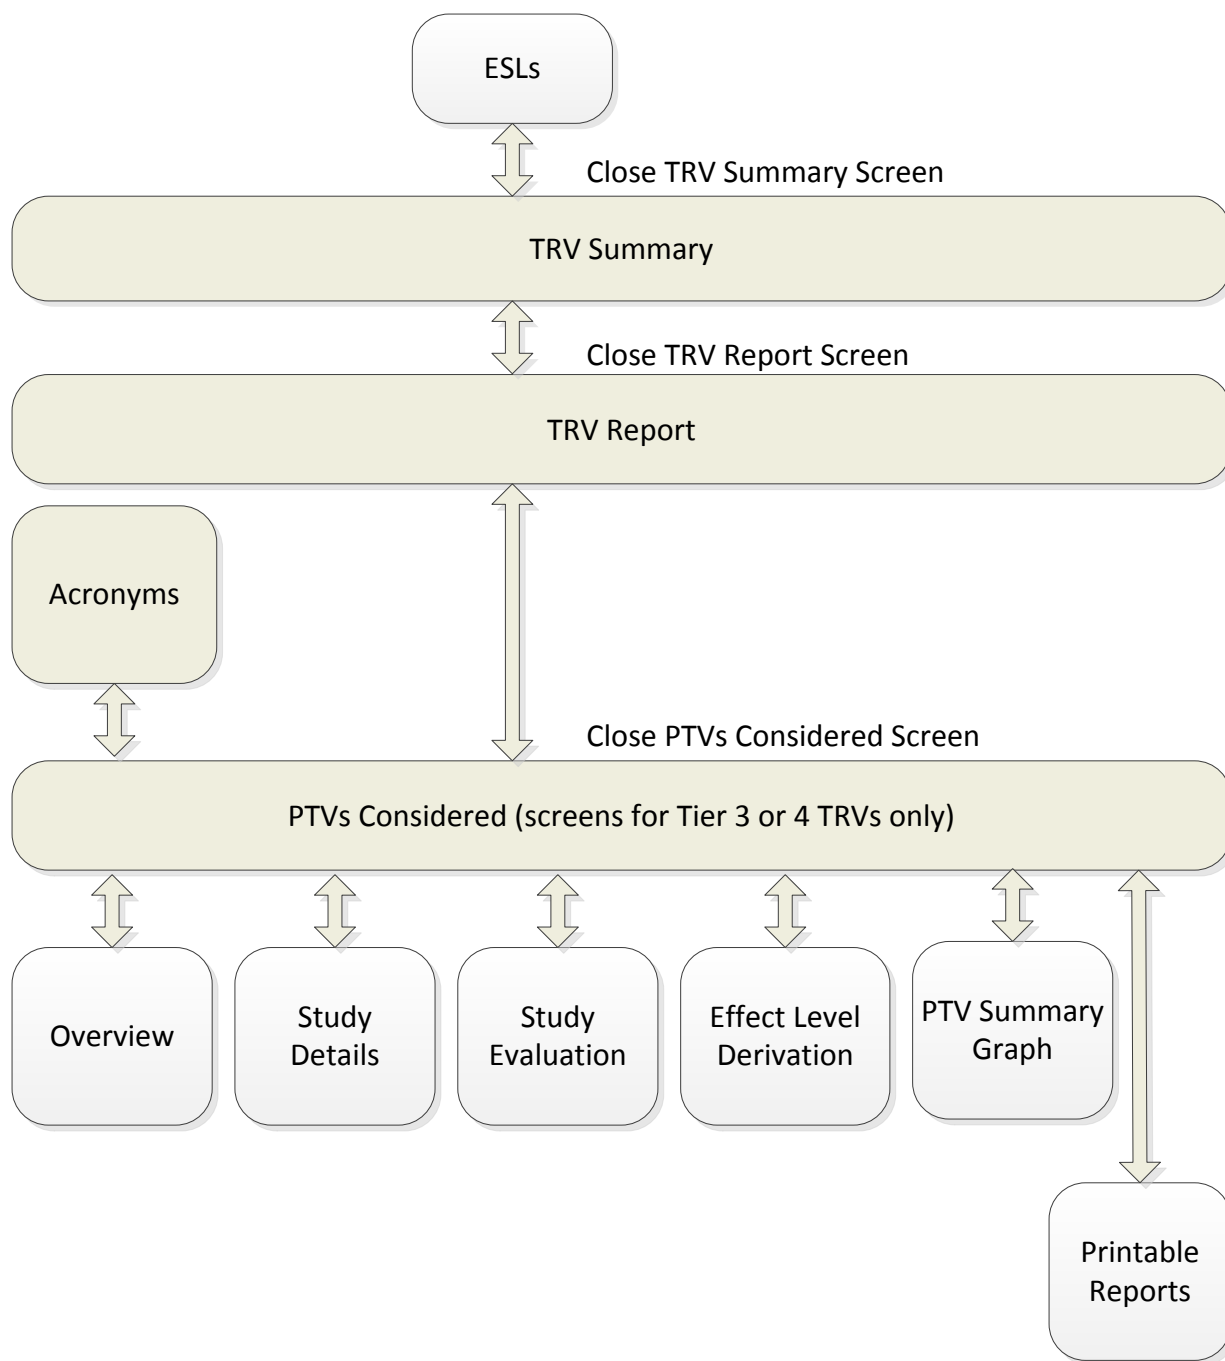 ESLs
Close TRV Summary Screen
TRV Summary
Close TRV Report Screen
TRV Report
Acronyms
Close PTVs Considered Screen
PTVs Considered (screens for Tier 3 or 4 TRVs only)
Overview
Study
Details
Study
Evaluation
Effect Level
Derivation
PTV Summary
Graph
Printable
Reports